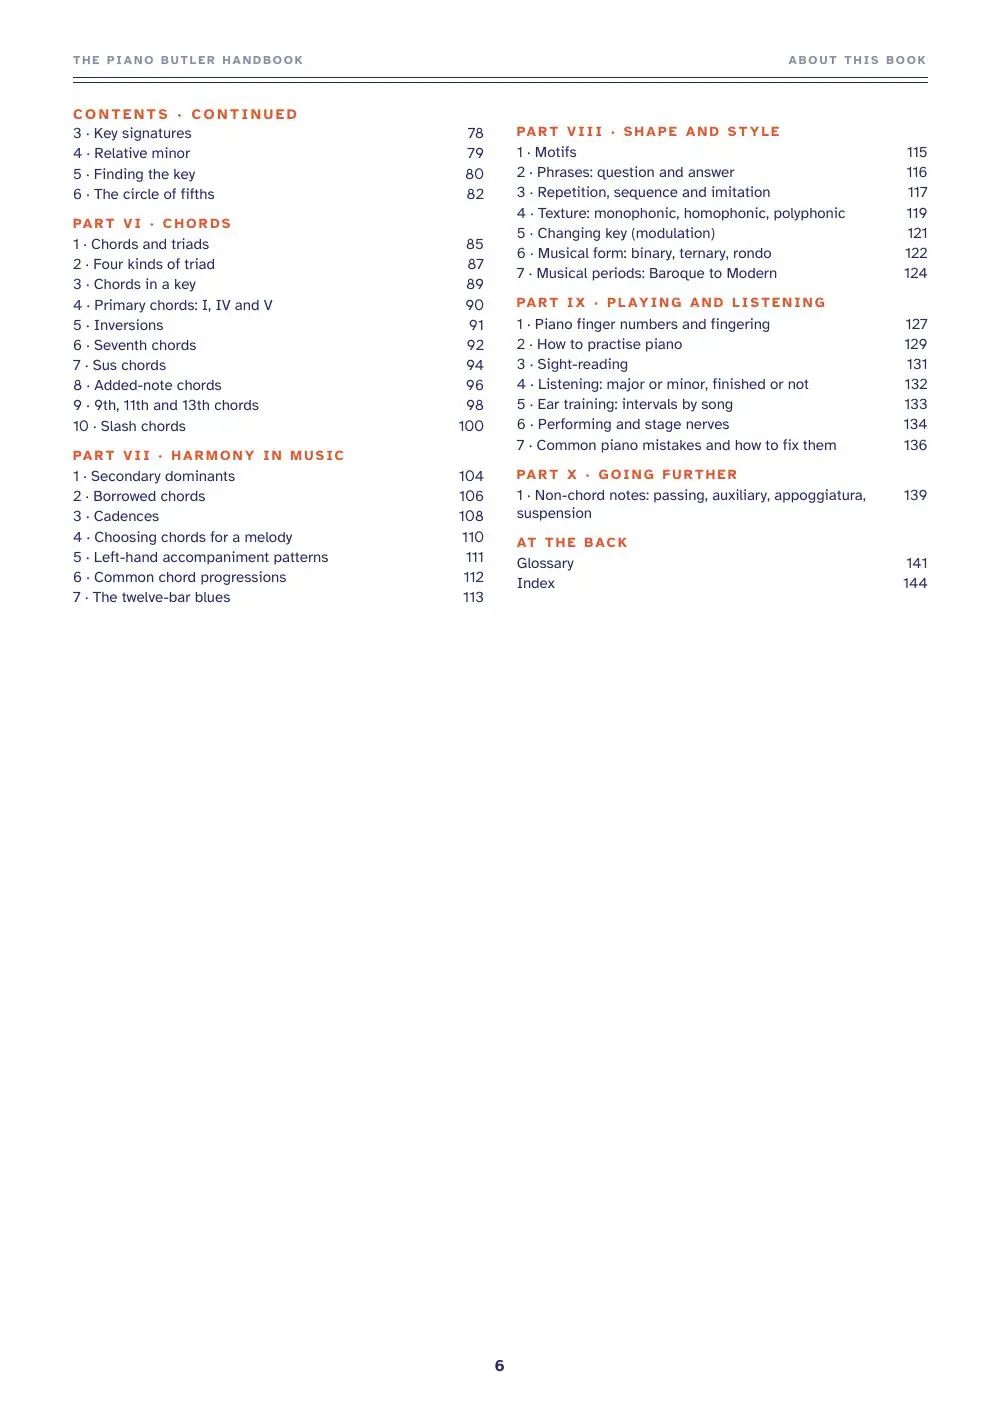 THE PIANO BUTLER HANDBOOK
ABOUT THIS BOOK
CONTENTS · CONTINUED
3 · Key signatures 78
4 · Relative minor 79
5 · Finding the key 80
6 · The circle of fifths 82
PART VI · CHORDS
1 · Chords and triads 85
2 · Four kinds of triad 87
3 · Chords in a key 89
4 · Primary chords: I, IV and V 90
5 · Inversions 91
6 · Seventh chords 92
7 · Sus chords 94
8 · Added-note chords 96
9 · 9th, 11th and 13th chords 98
10 · Slash chords 100
PART VII · HARMONY IN MUSIC
1 · Secondary dominants 104
2 · Borrowed chords 106
3 · Cadences 108
4 · Choosing chords for a melody 110
5 · Left-hand accompaniment patterns 111
6 · Common chord progressions 112
7 · The twelve-bar blues 113
PART VIII · SHAPE AND STYLE
1 · Motifs 115
2 · Phrases: question and answer 116
3 · Repetition, sequence and imitation 117
4 · Texture: monophonic, homophonic, polyphonic 119
5 · Changing key (modulation) 121
6 · Musical form: binary, ternary, rondo 122
7 · Musical periods: Baroque to Modern 124
PART IX · PLAYING AND LISTENING
1 · Piano finger numbers and fingering 127
2 · How to practise piano 129
3 · Sight-reading 131
4 · Listening: major or minor, finished or not 132
5 · Ear training: intervals by song 133
6 · Performing and stage nerves 134
7 · Common piano mistakes and how to fix them 136
PART X · GOING FURTHER
1 · Non-chord notes: passing, auxiliary, appoggiatura, 139
suspension
AT THE BACK
Glossary 141
Index 144
6